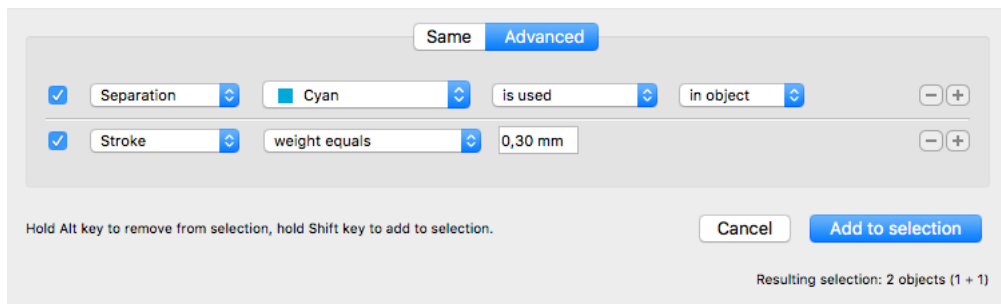 Same Advanced
Separation Cyan is used in object
Stroke weight equals 0,30 mm
Hold Alt key to remove from selection, hold Shift key to add to selection. Cancel Add to selection
Resulting selection: 2 objects (1 + 1)